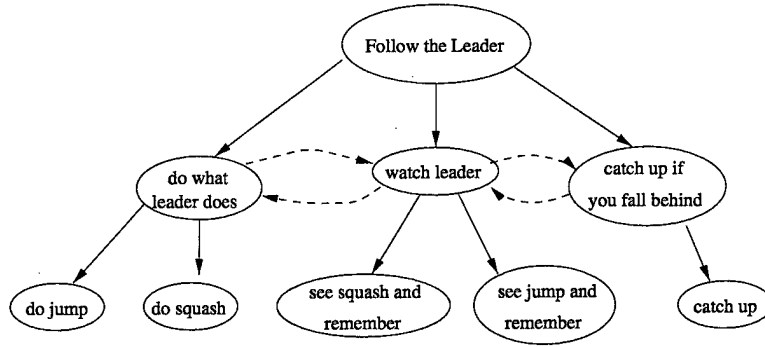 Follow the Leader
do what
leader does
watch leader
catch up if
you fall behind
do jump
do squash
see squash and
remember
see jump and
remember
catch up